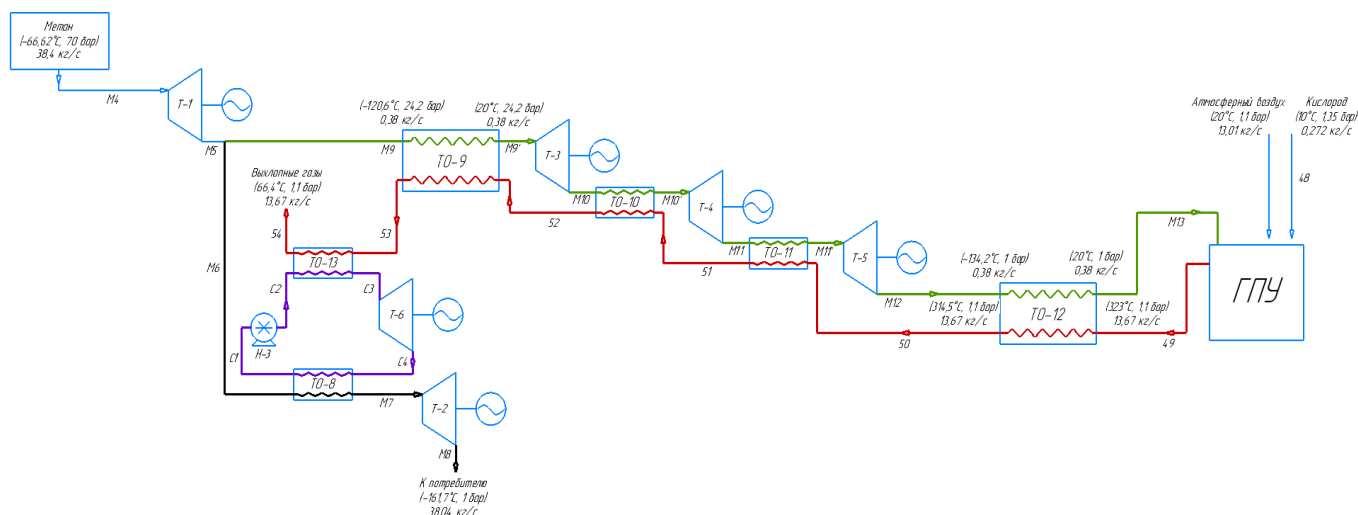 Метан
(-66,62°C, 70 бар)
38,4 кг/с
М4
Т-1
М5
(-120,6°C, 24,2 бар)
0,38 кг/с
(20°C, 24,2 бар)
0,38 кг/с
М9
М9'
ТО-9
Т-3
М10
ТО-10
М10'
Т-4
М11
ТО-11
М11'
Т-5
М12
(-134,2°C, 1 бар)
0,38 кг/с
(20°C, 1 бар)
0,38 кг/с
М13
Атмосферный воздух
(20°C, 1,1 бар)
13,01 кг/с
Кислород
(10°C, 1,35 бар)
0,272 кг/с
48
ГПУ
(314,5°C, 1,1 бар)
13,67 кг/с
ТО-12
(323°C, 1,1 бар)
13,67 кг/с
49
50
51
52
53
Выхлопные газы
(66,4°C, 1,1 бар)
13,67 кг/с
54
ТО-13
М6
С2
С3
Т-6
Н-3
С1
С4
ТО-8
М7
Т-2
М8
К потребителю
(-161,7°C, 1 бар)
38,04 кг/с